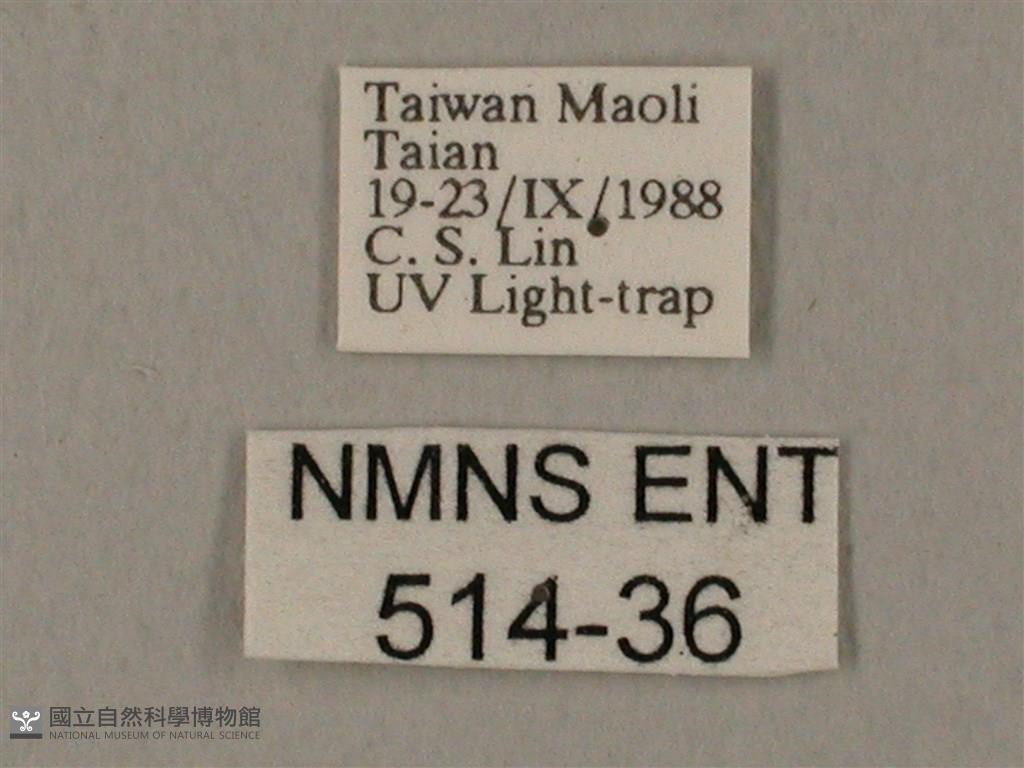 Taiwan Maoli
Taian
19-23/IX/1988
C. S. Lin
UV Light-trap
NMNS ENT
514-36
國立自然科學博物館
NATIONAL MUSEUM OF NATURAL SCIENCE